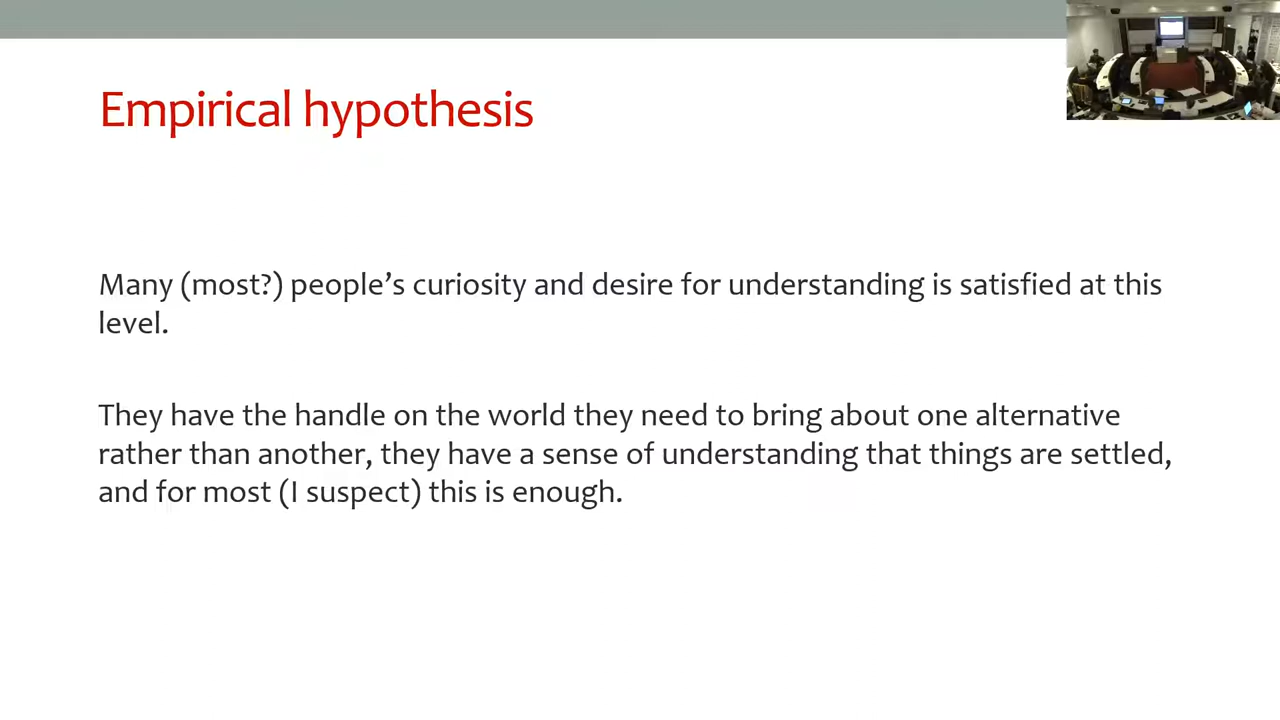 Empirical hypothesis
Many (most?) people’s curiosity and desire for understanding is satisfied at this
level.
They have the handle on the world they need to bring about one alternative
rather than another, they have a sense of understanding that things are settled,
and for most (I suspect) this is enough.